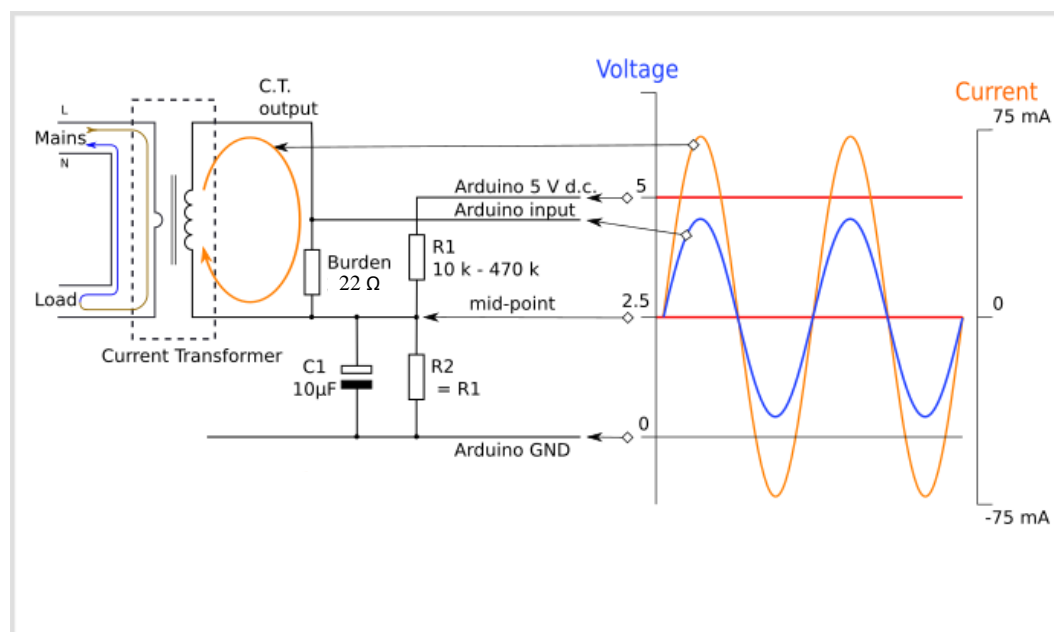 Voltage
C.T.
output
Current
75 mA
L
Mains
N
Arduino 5 V d.c.
5
Arduino input
R1
10 k - 470 k
Burden
22 Ω
Load
mid-point
2.5
0
Current Transformer
C1
10µF
R2
= R1
0
Arduino GND
-75 mA